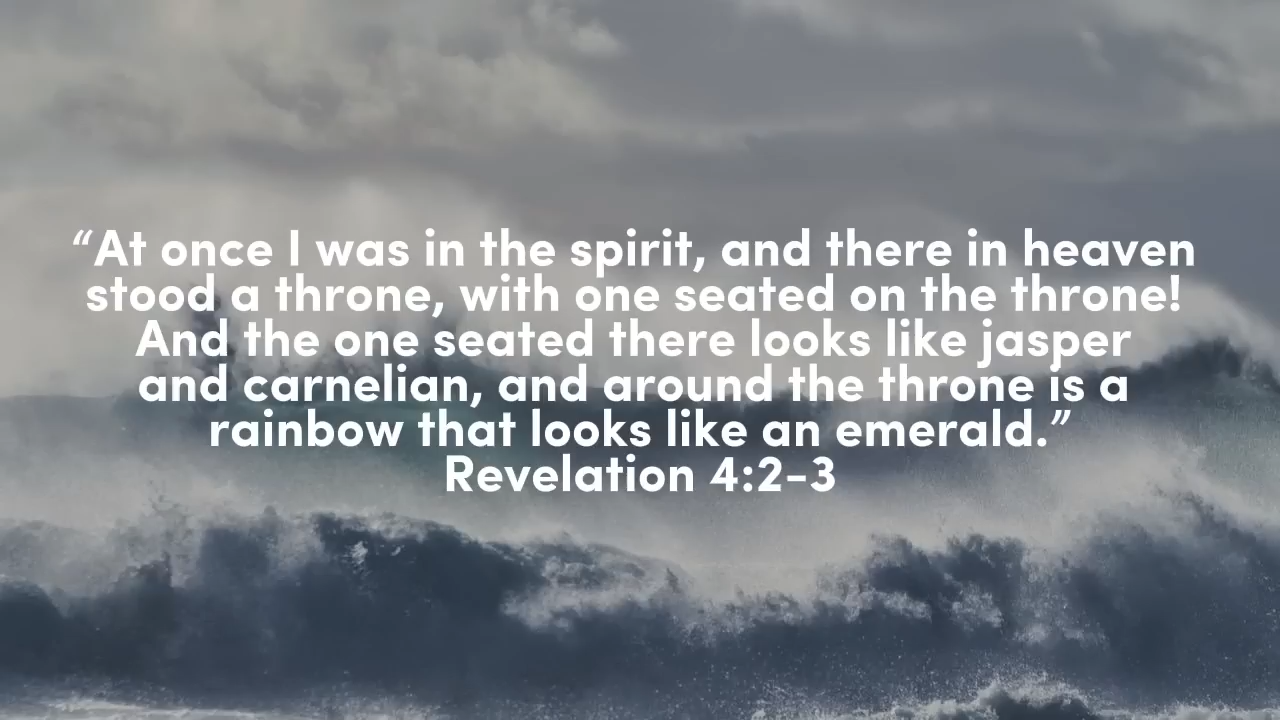 “At once I was in the spirit, and there in heaven
stood a throne, with one seated on the throne!
And the one seated there looks like jasper
and carnelian, and around the throne is a
rainbow that looks like an emerald.”
Revelation 4:2-3